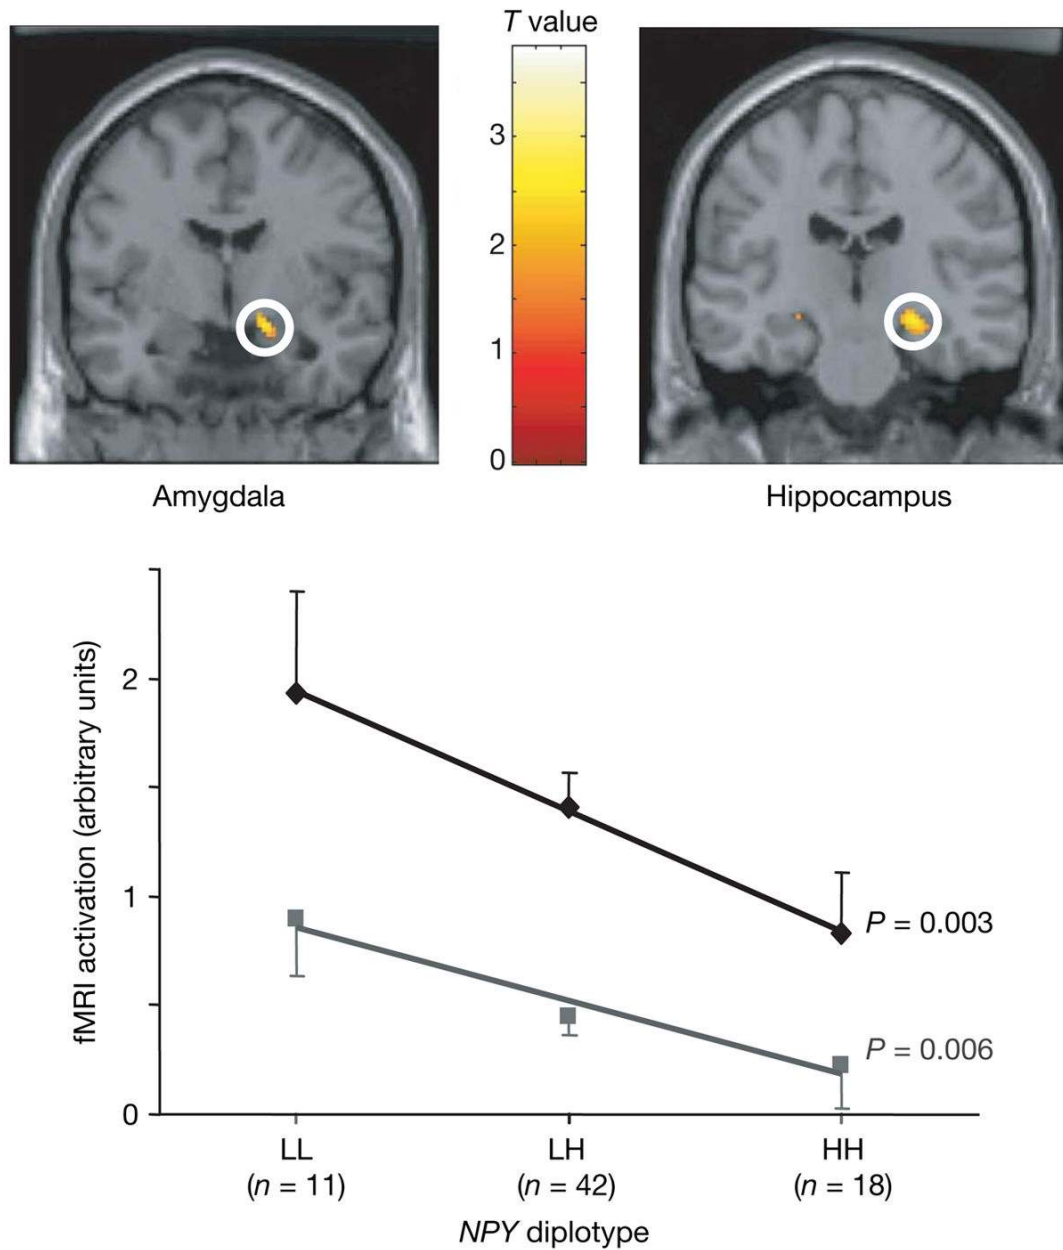 T value
3
2
1
0
Amygdala
Hippocampus
fMRI activation (arbitrary units)
2
1
0
P = 0.003
P = 0.006
LL
(n = 11)
LH
(n = 42)
HH
(n = 18)
NPY diplotype